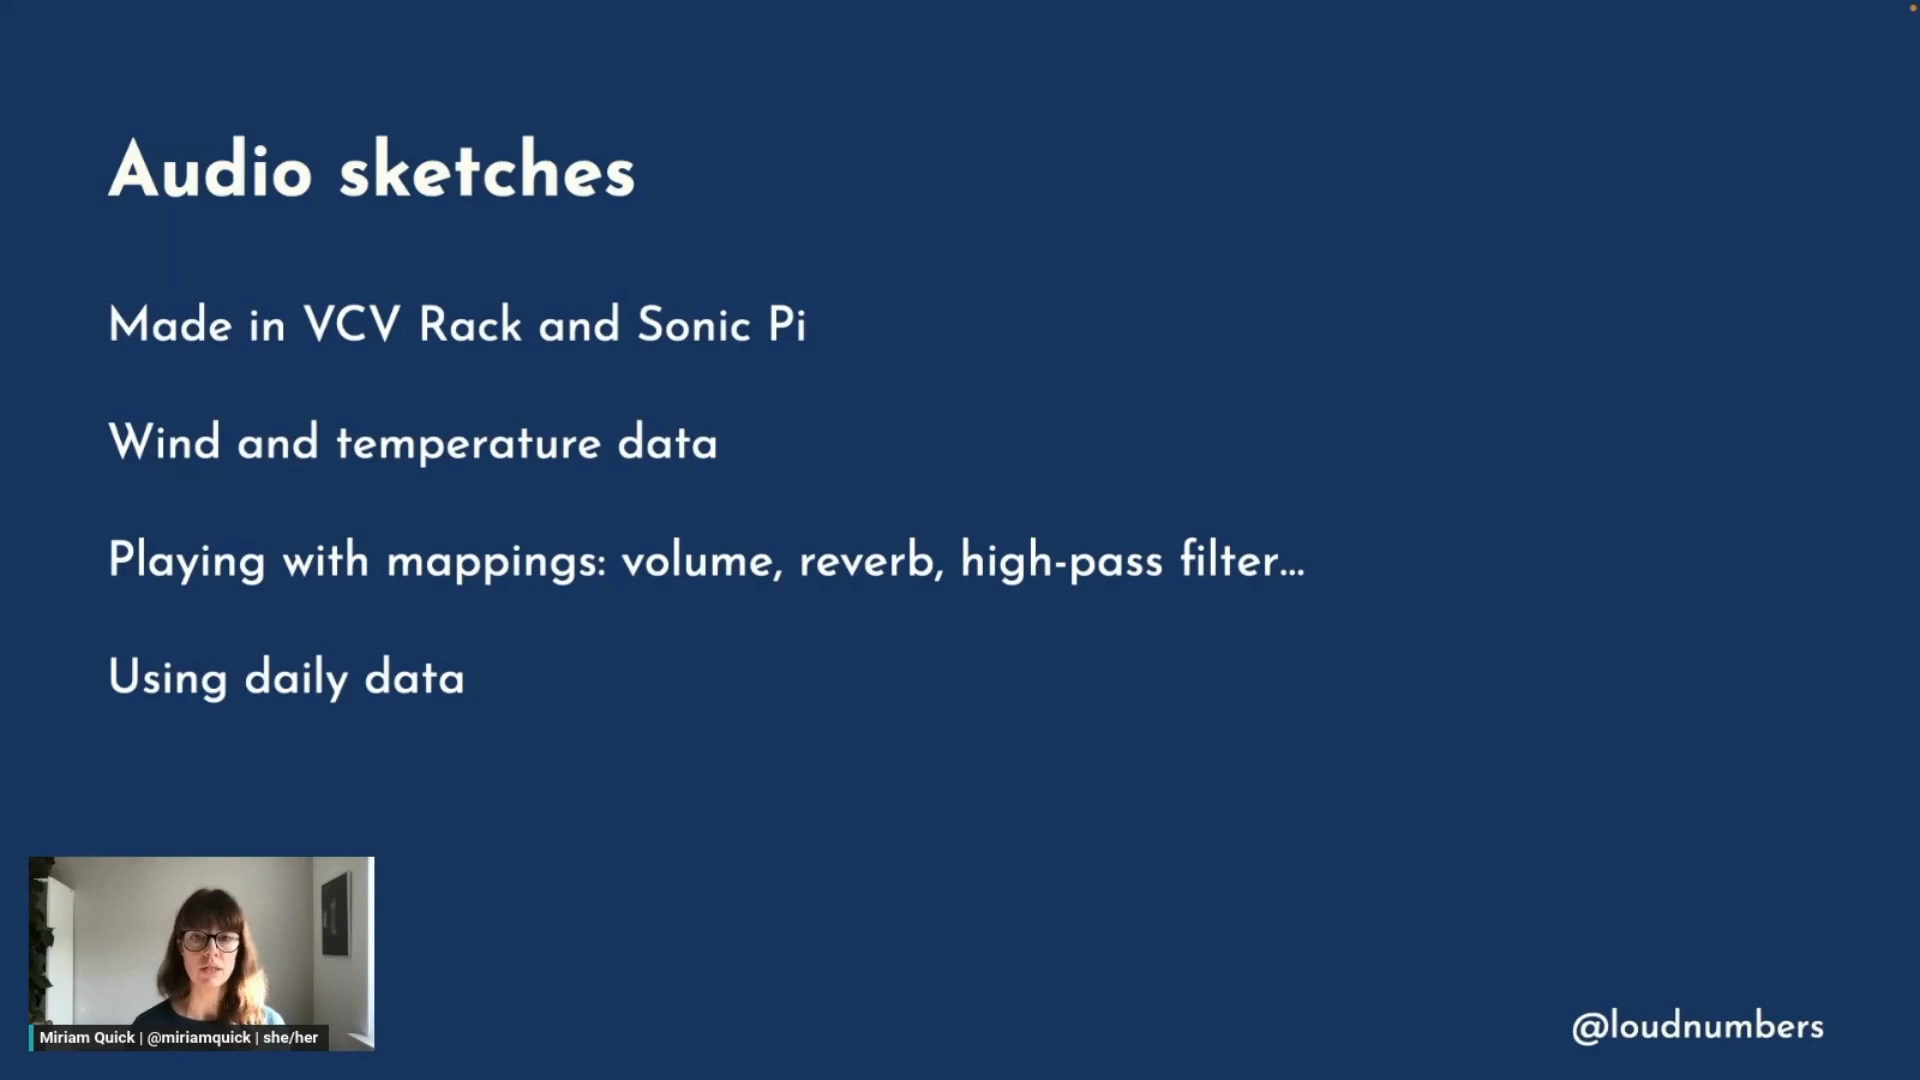 Audio sketches
Made in VCV Rack and Sonic Pi
Wind and temperature data
Playing with mappings: volume, reverb, high-pass filter...
Using daily data
Miriam Quick | @miriamquick | she/her
@loudnumbers